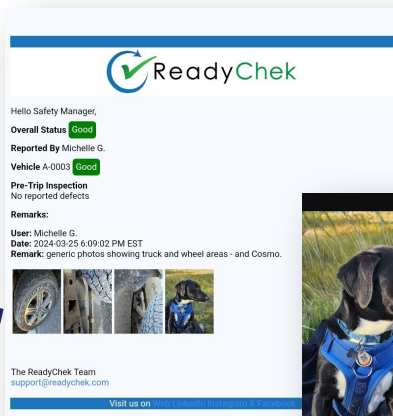 ReadyChek
Hello Safety Manager,
Overall Status Good
Reported By Michelle G.
Vehicle A-0003 Good
Pre-Trip Inspection
No reported defects
Remarks:
User: Michelle G.
Date: 2024-03-25 6:09:02 PM EST
Remark: generic photos showing truck and wheel areas - and Cosmo.
The ReadyChek Team
support@readychek.com
Visit us on Web LinkedIn Instagram X Facebook